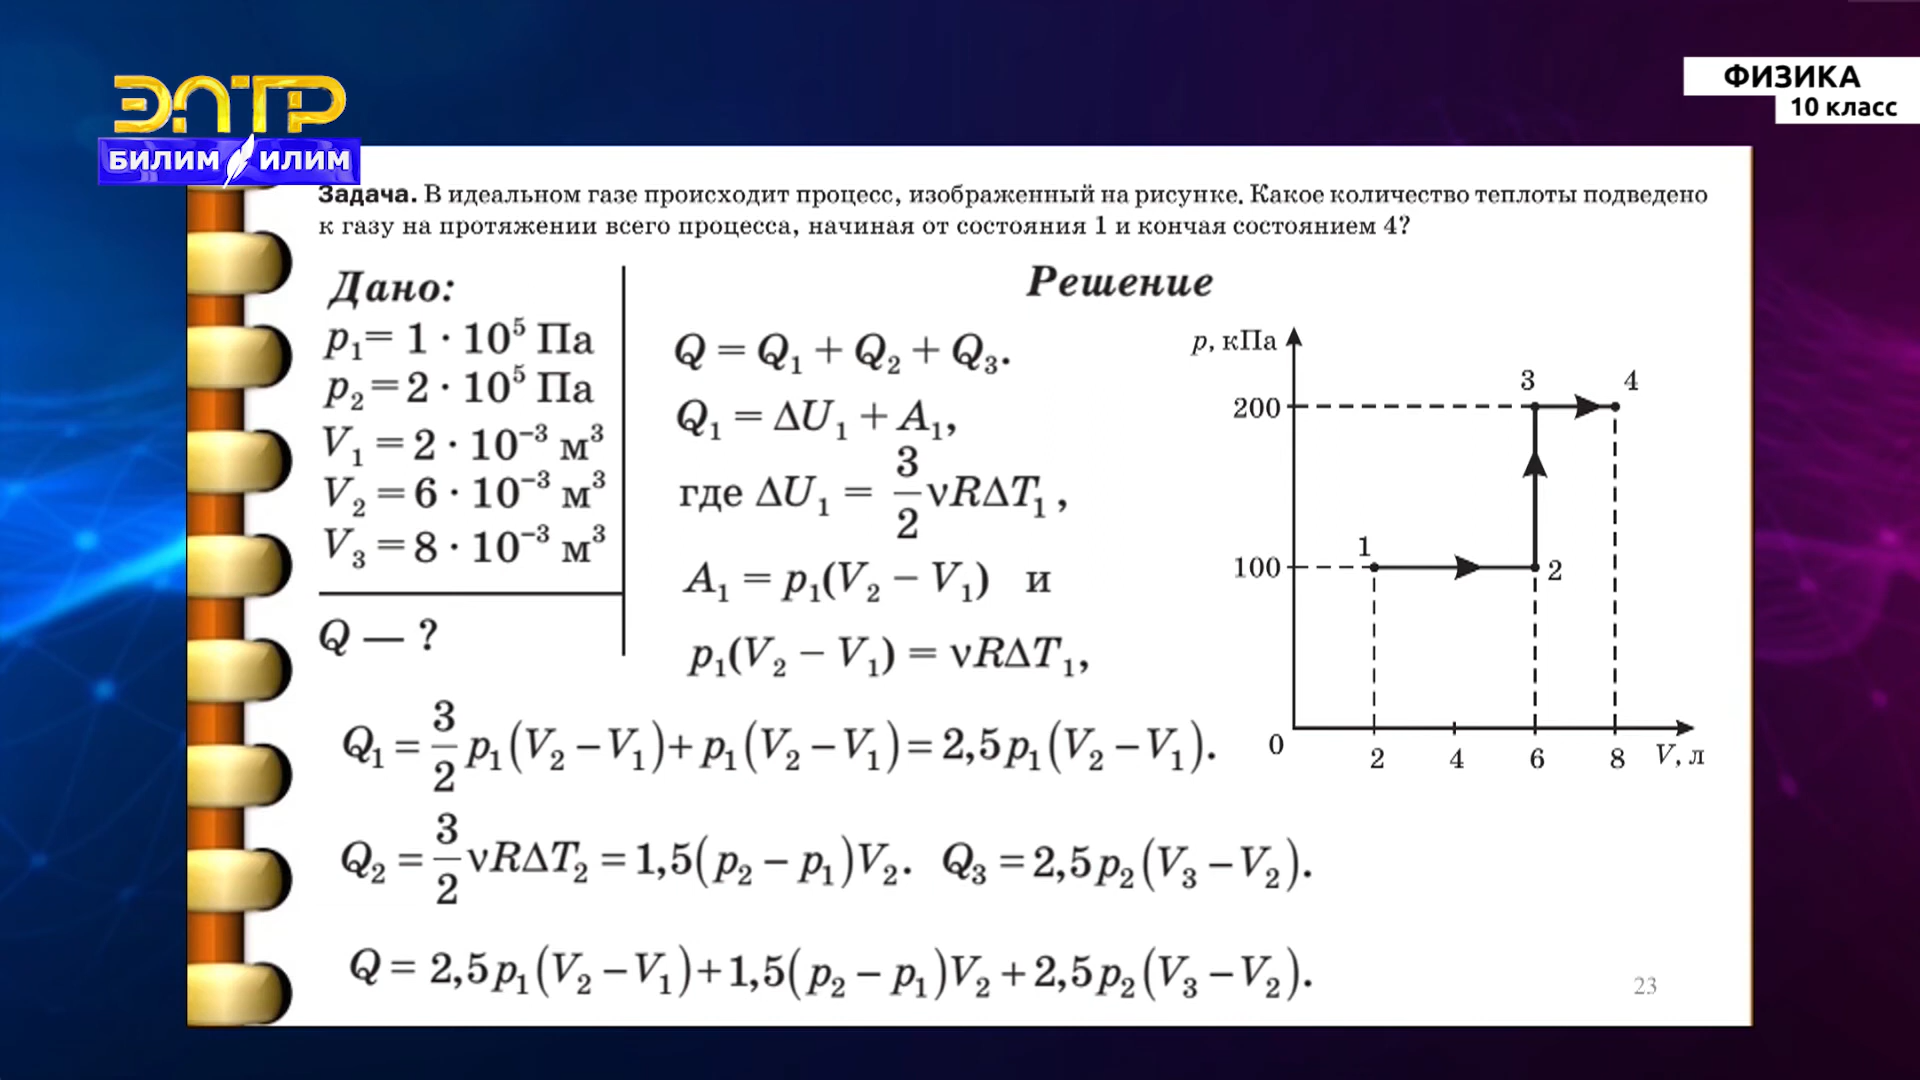 ЭЛТР
БИЛИМ ИЛИМ
ФИЗИКА
10 класс
Задача. В идеальном газе происходит процесс, изображенный на рисунке. Какое количество теплоты подведено
к газу на протяжении всего процесса, начиная от состояния 1 и кончая состоянием 4?
Дано:
p₁ = 1 · 10⁵ Па
p₂ = 2 · 10⁵ Па
V₁ = 2 · 10⁻³ м³
V₂ = 6 · 10⁻³ м³
V₃ = 8 · 10⁻³ м³
Q — ?
Решение
Q = Q₁ + Q₂ + Q₃.
Q₁ = ΔU₁ + A₁,
где ΔU₁ = 3/2 νRΔT₁ ,
A₁ = p₁(V₂ − V₁) и
p₁(V₂ − V₁) = νRΔT₁,
p, кПа
200
100
0
1
2
3
4
2 4 6 8 V, л
Q₁ = 3/2 p₁(V₂ − V₁) + p₁(V₂ − V₁) = 2,5p₁(V₂ − V₁).
Q₂ = 3/2 νRΔT₂ = 1,5(p₂ − p₁)V₂. Q₃ = 2,5p₂(V₃ − V₂).
Q = 2,5p₁(V₂ − V₁) + 1,5(p₂ − p₁)V₂ + 2,5p₂(V₃ − V₂).
23